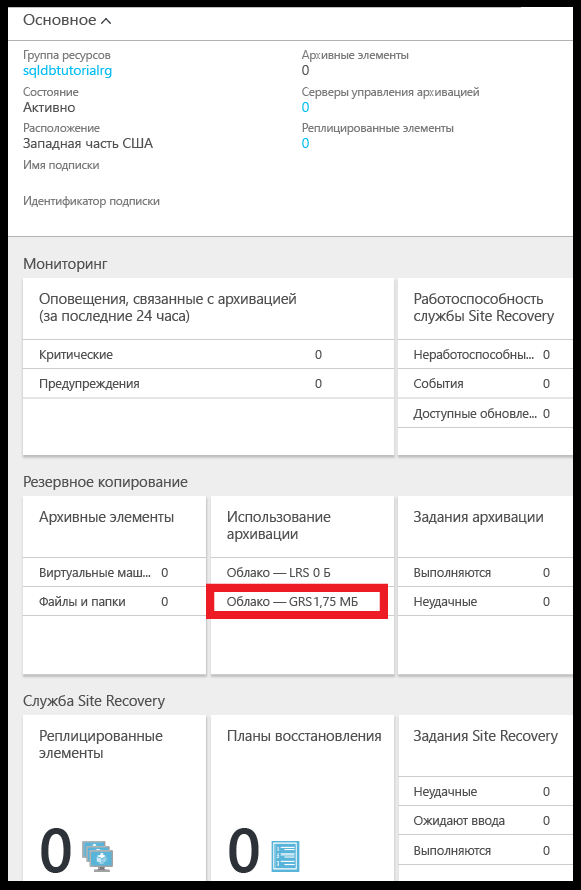 Основное
Группа ресурсов
sqldbtutorialrg
Архивные элементы
0
Состояние
Активно
Серверы управления архивацией
0
Расположение
Западная часть США
Реплицированные элементы
0
Имя подписки
Идентификатор подписки
Мониторинг
Оповещения, связанные с архивацией
(за последние 24 часа)
Критические 0
Предупреждения 0
Работоспособность
службы Site Recovery
Неработоспособны... 0
События 0
Доступные обновле... 0
Резервное копирование
Архивные элементы
Виртуальные маш... 0
Файлы и папки 0
Использование
архивации
Облако — LRS 0 Б
Облако — GRS1,75 МБ
Задания архивации
Выполняются 0
Неудачные 0
Служба Site Recovery
Реплицированные
элементы
0
Планы восстановления
0
Задания Site Recovery
Неудачные 0
Ожидают ввода 0
Выполняются 0